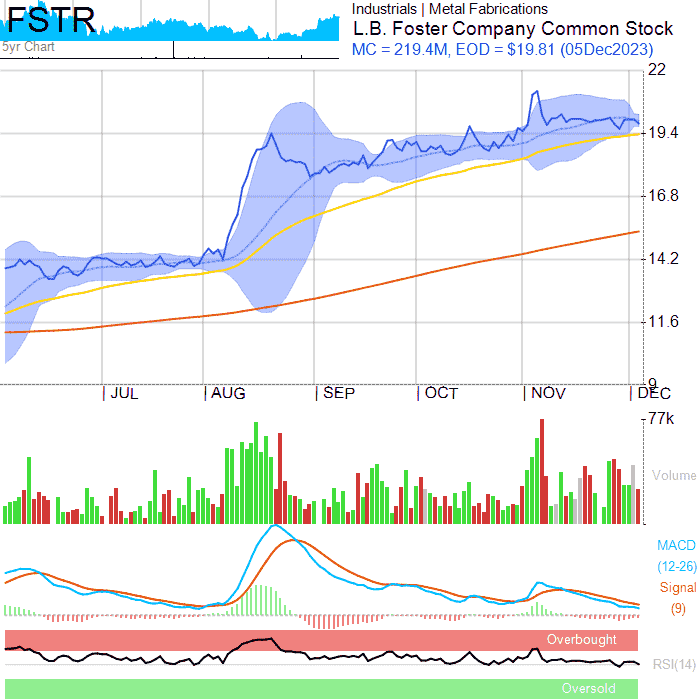 FSTR
5yr Chart
Industrials | Metal Fabrications
L.B. Foster Company Common Stock
MC = 219.4M, EOD = $19.81 (05Dec2023)
22
19.4
16.8
14.2
11.6
9
JUL AUG SEP OCT NOV DEC
77k
Volume
MACD
(12-26)
Signal
(9)
Overbought
RSI(14)
Oversold